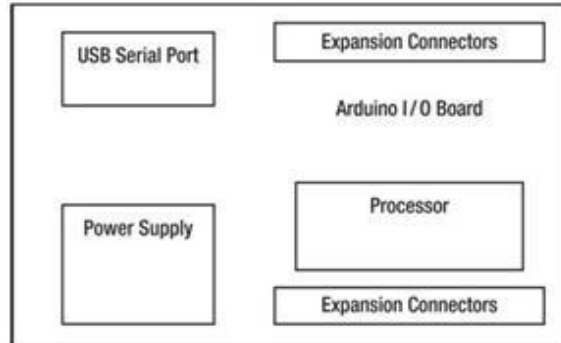 USB Serial Port
Expansion Connectors
Arduino I/O Board
Power Supply
Processor
Expansion Connectors